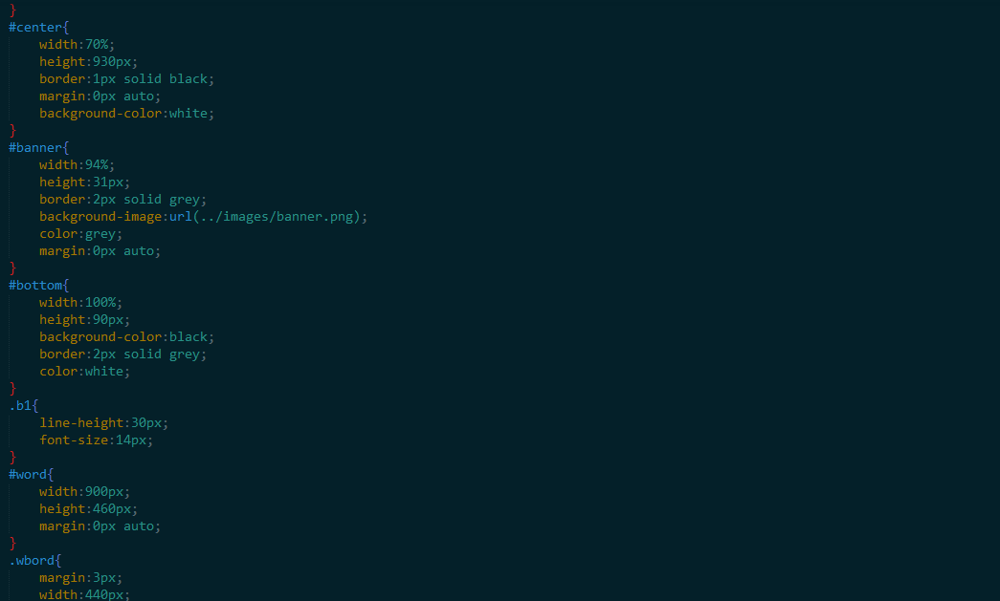 }
#center{
    width:70%;
    height:930px;
    border:1px solid black;
    margin:0px auto;
    background-color:white;
}
#banner{
    width:94%;
    height:31px;
    border:2px solid grey;
    background-image:url(../images/banner.png);
    color:grey;
    margin:0px auto;
}
#bottom{
    width:100%;
    height:90px;
    background-color:black;
    border:2px solid grey;
    color:white;
}
.b1{
    line-height:30px;
    font-size:14px;
}
#word{
    width:900px;
    height:460px;
    margin:0px auto;
}
.wbord{
    margin:3px;
    width:440px;